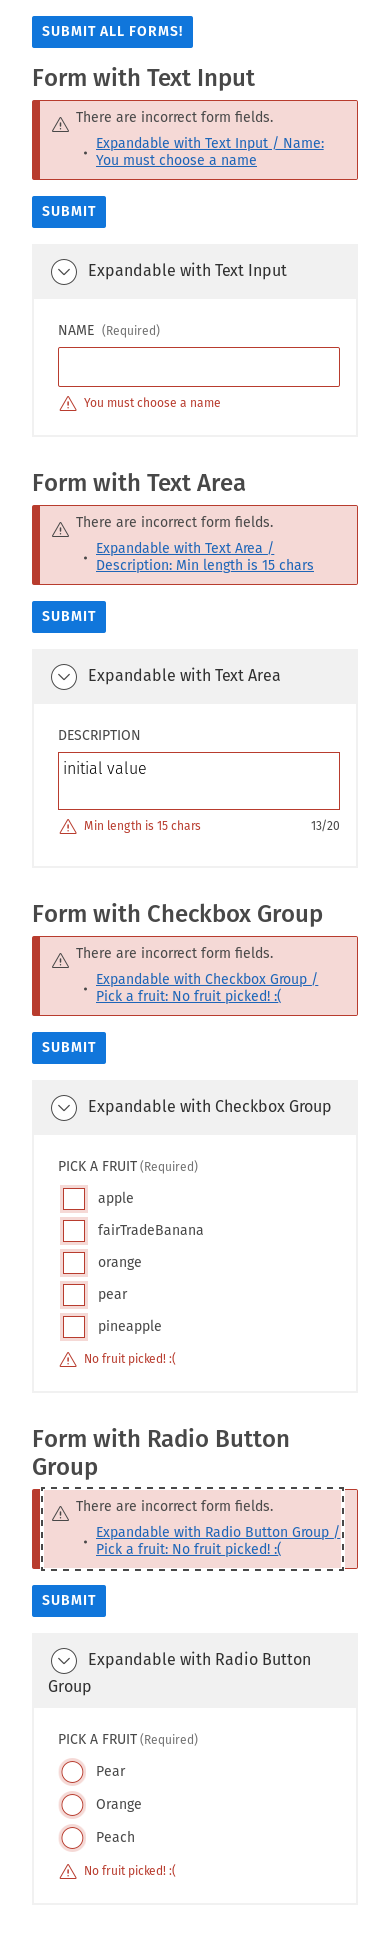 SUBMIT ALL FORMS!
Form with Text Input
There are incorrect form fields.
• Expandable with Text Input / Name:
You must choose a name
SUBMIT
Expandable with Text Input
NAME (Required)
You must choose a name
Form with Text Area
There are incorrect form fields.
• Expandable with Text Area /
Description: Min length is 15 chars
SUBMIT
Expandable with Text Area
DESCRIPTION
initial value
Min length is 15 chars 13/20
Form with Checkbox Group
There are incorrect form fields.
• Expandable with Checkbox Group /
Pick a fruit: No fruit picked! :(
SUBMIT
Expandable with Checkbox Group
PICK A FRUIT (Required)
apple
fairTradeBanana
orange
pear
pineapple
No fruit picked! :(
Form with Radio Button
Group
There are incorrect form fields.
• Expandable with Radio Button Group /
Pick a fruit: No fruit picked! :(
SUBMIT
Expandable with Radio Button
Group
PICK A FRUIT (Required)
Pear
Orange
Peach
No fruit picked! :(